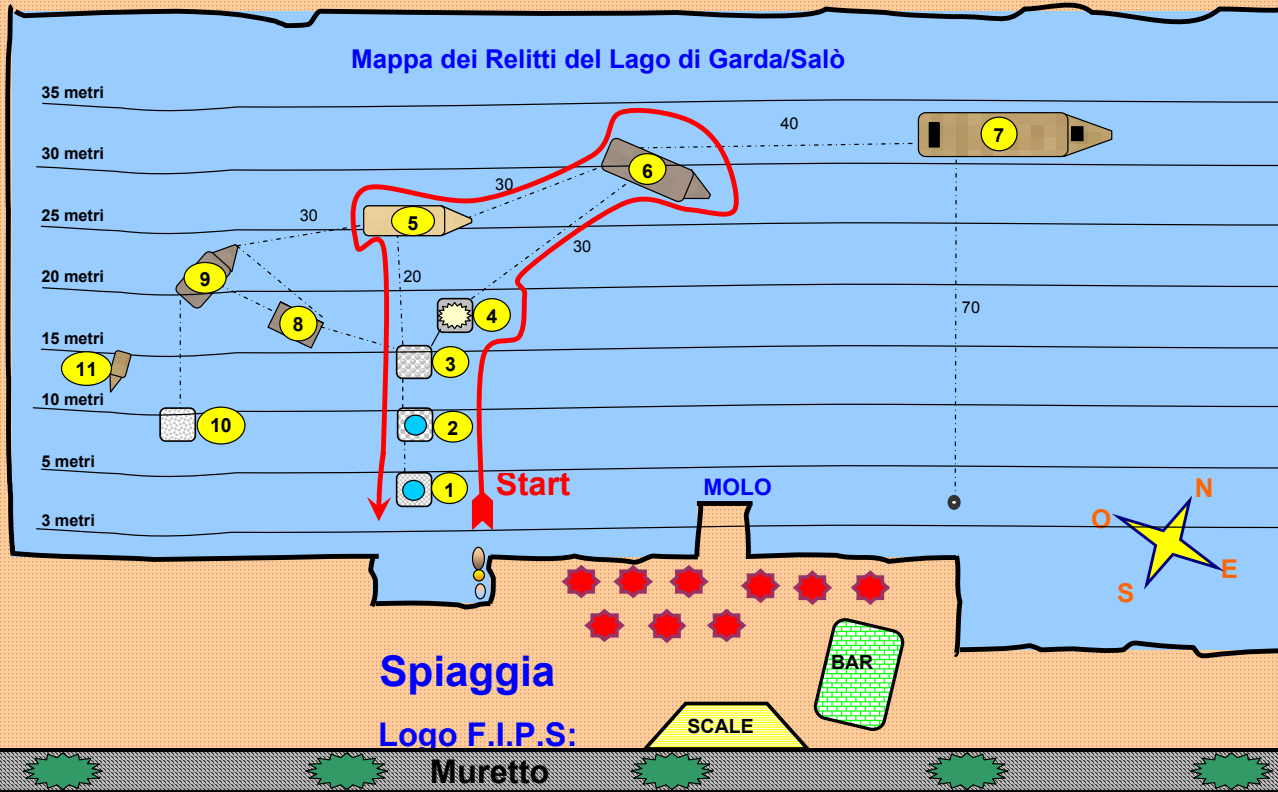 Mappa dei Relitti del Lago di Garda/Salò
35 metri
40
7
30 metri
6
30
25 metri
30
5
30
20 metri
9
20
8
4
70
15 metri
3
11
10 metri
10
2
5 metri
1
Start
MOLO
N
3 metri
O
E
S
Spiaggia
BAR
Logo F.I.P.S:
SCALE
Muretto